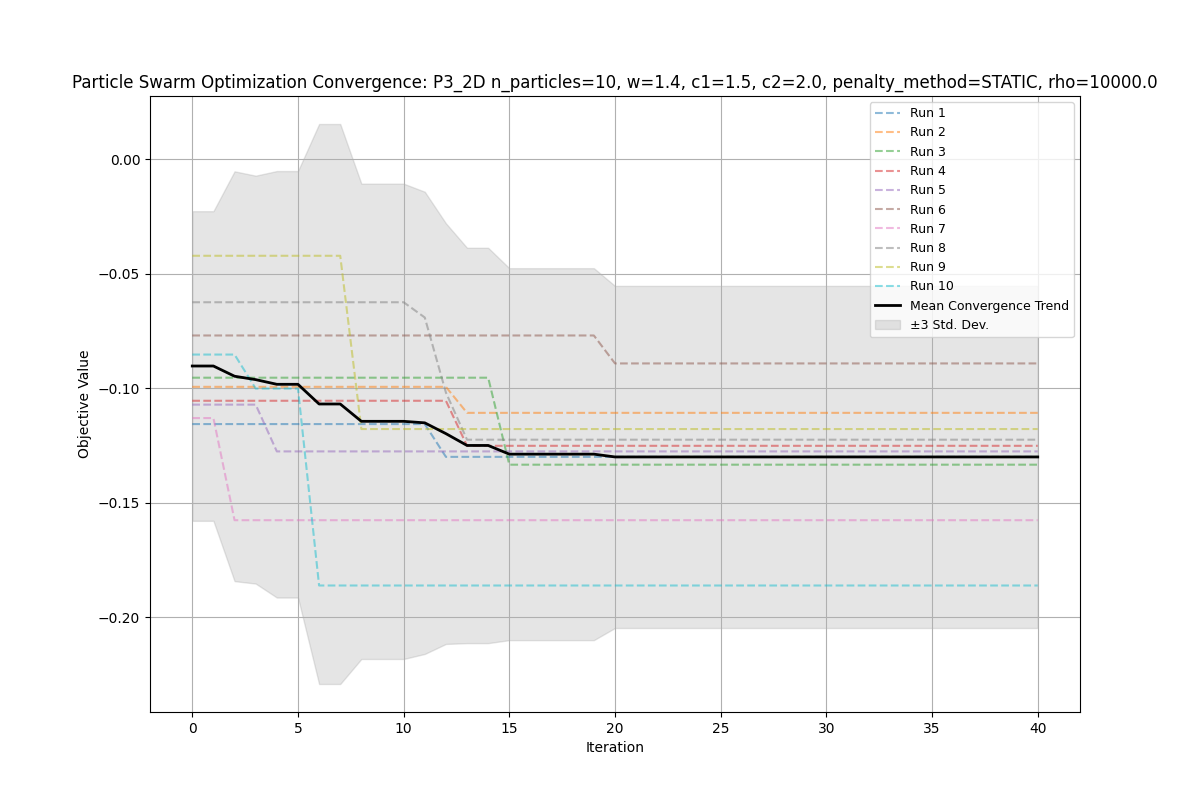 Particle Swarm Optimization Convergence: P3_2D n_particles=10, w=1.4, c1=1.5, c2=2.0, penalty_method=STATIC, rho=10000.0
Run 1
Run 2
Run 3
Run 4
Run 5
Run 6
Run 7
Run 8
Run 9
Run 10
Mean Convergence Trend
±3 Std. Dev.
Objective Value
0.00
−0.05
−0.10
−0.15
−0.20
0 5 10 15 20 25 30 35 40
Iteration